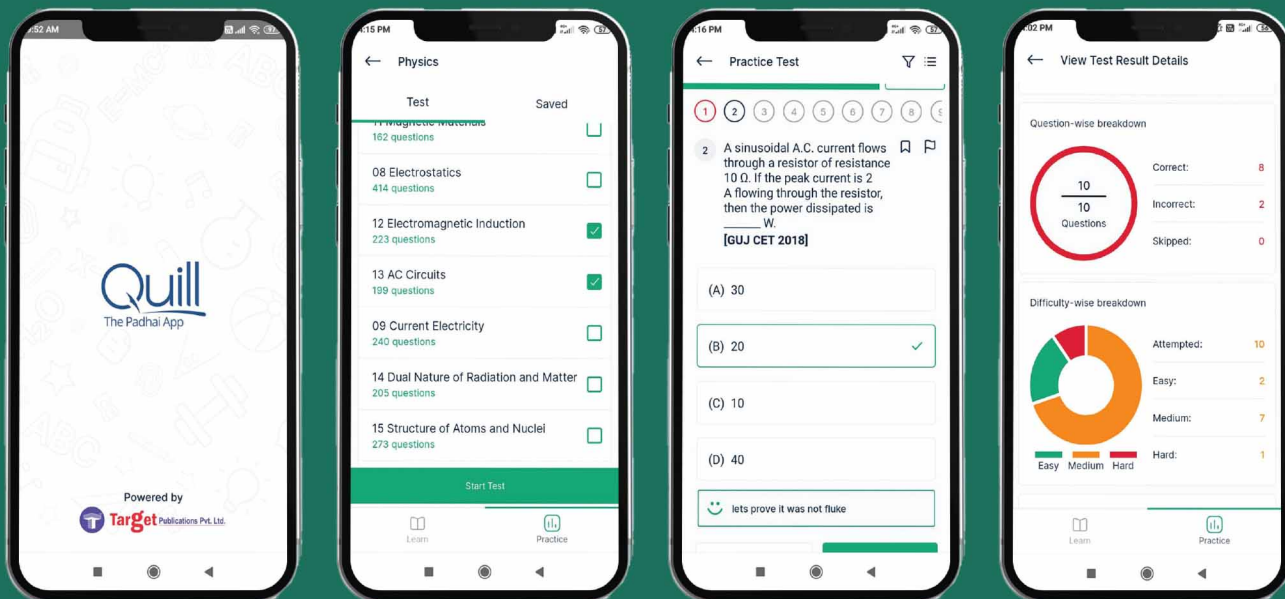 :52 AM
Quill
The Padhai App
Powered by
Target Publications Pvt. Ltd.
4:15 PM
Physics
Test
Saved
11 Magnetic Materials
162 questions
08 Electrostatics
414 questions
12 Electromagnetic Induction
223 questions
13 AC Circuits
199 questions
09 Current Electricity
240 questions
14 Dual Nature of Radiation and Matter
205 questions
15 Structure of Atoms and Nuclei
273 questions
Start Test
Learn
Practice
4:16 PM
Practice Test
1 2 3 4 5 6 7 8 9
2 A sinusoidal A.C. current flows
through a resistor of resistance
10 Ω. If the peak current is 2
A flowing through the resistor,
then the power dissipated is
______ W.
[GUJ CET 2018]
(A) 30
(B) 20
(C) 10
(D) 40
lets prove it was not fluke
:02 PM
View Test Result Details
Question-wise breakdown
10
10
Questions
Correct: 8
Incorrect: 2
Skipped: 0
Difficulty-wise breakdown
Attempted: 10
Easy: 2
Medium: 7
Hard: 1
Easy Medium Hard
Learn
Practice